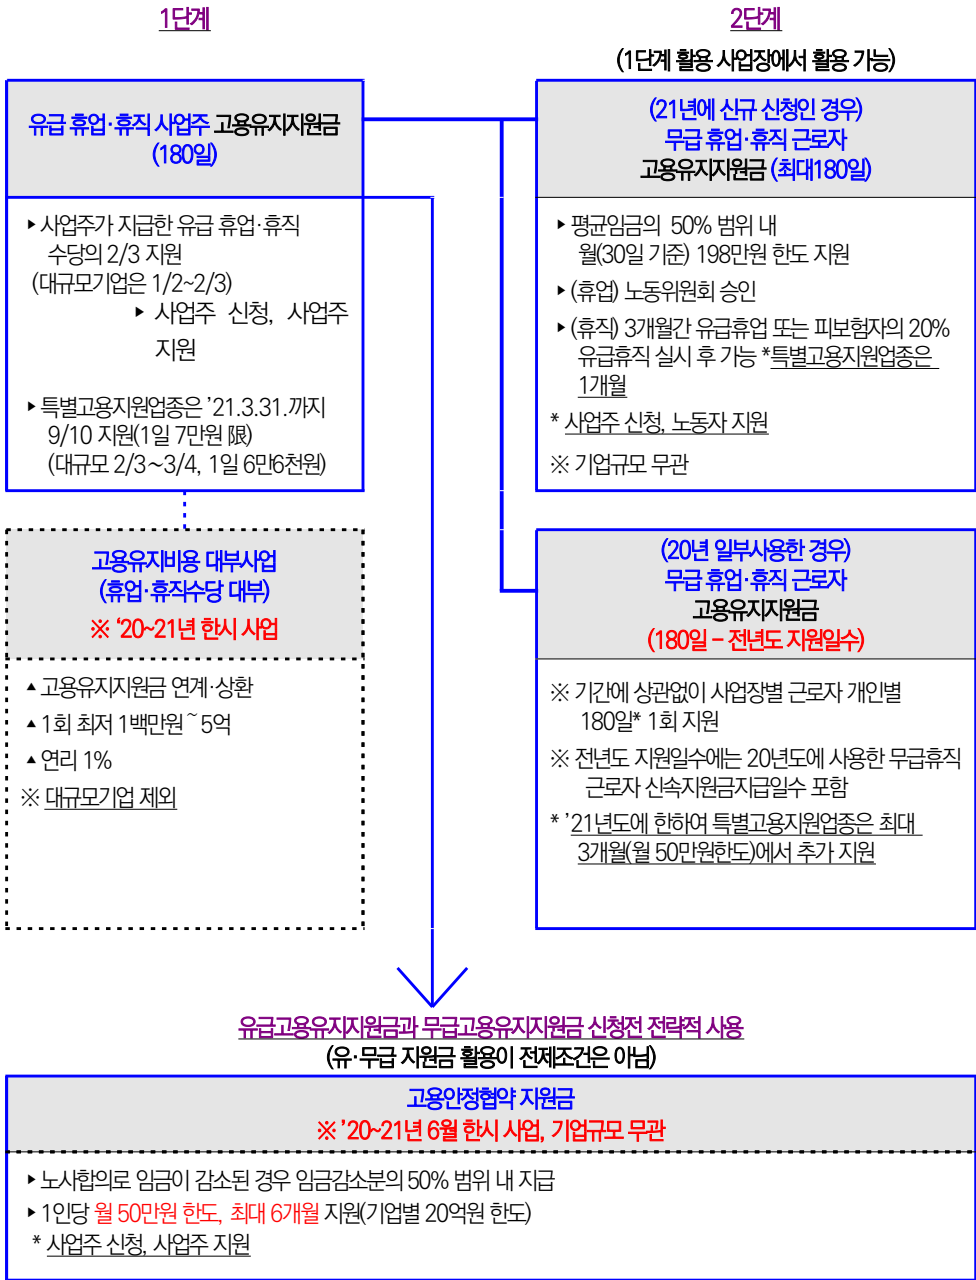 1단계
유급 휴업·휴직 사업주 고용유지지원금
(180일)
▸ 사업주가 지급한 유급 휴업·휴직
수당의 2/3 지원
(대규모기업은 1/2~2/3)
▸ 사업주 신청, 사업주
지원
▸ 특별고용지원업종은 ’21.3.31.까지
9/10 지원(1일 7만원 限)
(대규모 2/3～3/4, 1일 6만6천원)
고용유지비용 대부사업
(휴업·휴직수당 대부)
※ ‘20~21년 한시 사업
▴ 고용유지지원금 연계·상환
▴ 1회 최저 1백만원 ~ 5억
▴ 연리 1%
※ 대규모기업 제외
2단계
(1단계 활용 사업장에서 활용 가능)
(21년에 신규 신청인 경우)
무급 휴업·휴직 근로자
고용유지지원금 (최대180일)
▸ 평균임금의 50% 범위 내
월(30일 기준) 198만원 한도 지원
▸ (휴업) 노동위원회 승인
▸ (휴직) 3개월간 유급휴업 또는 피보험자의 20%
유급휴직 실시 후 가능 *특별고용지원업종은
1개월
* 사업주 신청, 노동자 지원
※ 기업규모 무관
(20년 일부사용한 경우)
무급 휴업·휴직 근로자
고용유지지원금
(180일 – 전년도 지원일수)
※ 기간에 상관없이 사업장별 근로자 개인별
180일* 1회 지원
※ 전년도 지원일수에는 20년도에 사용한 무급휴직
근로자 신속지원금지급일수 포함
* ’21년도에 한하여 특별고용지원업종은 최대
3개월(월 50만원한도)에서 추가 지원
유급고용유지지원금과 무급고용유지지원금 신청전 전략적 사용
(유·무급 지원금 활용이 전제조건은 아님)
고용안정협약 지원금
※ ’20~21년 6월 한시 사업, 기업규모 무관
▸ 노사합의로 임금이 감소된 경우 임금감소분의 50% 범위 내 지급
▸ 1인당 월 50만원 한도, 최대 6개월 지원(기업별 20억원 한도)
* 사업주 신청, 사업주 지원